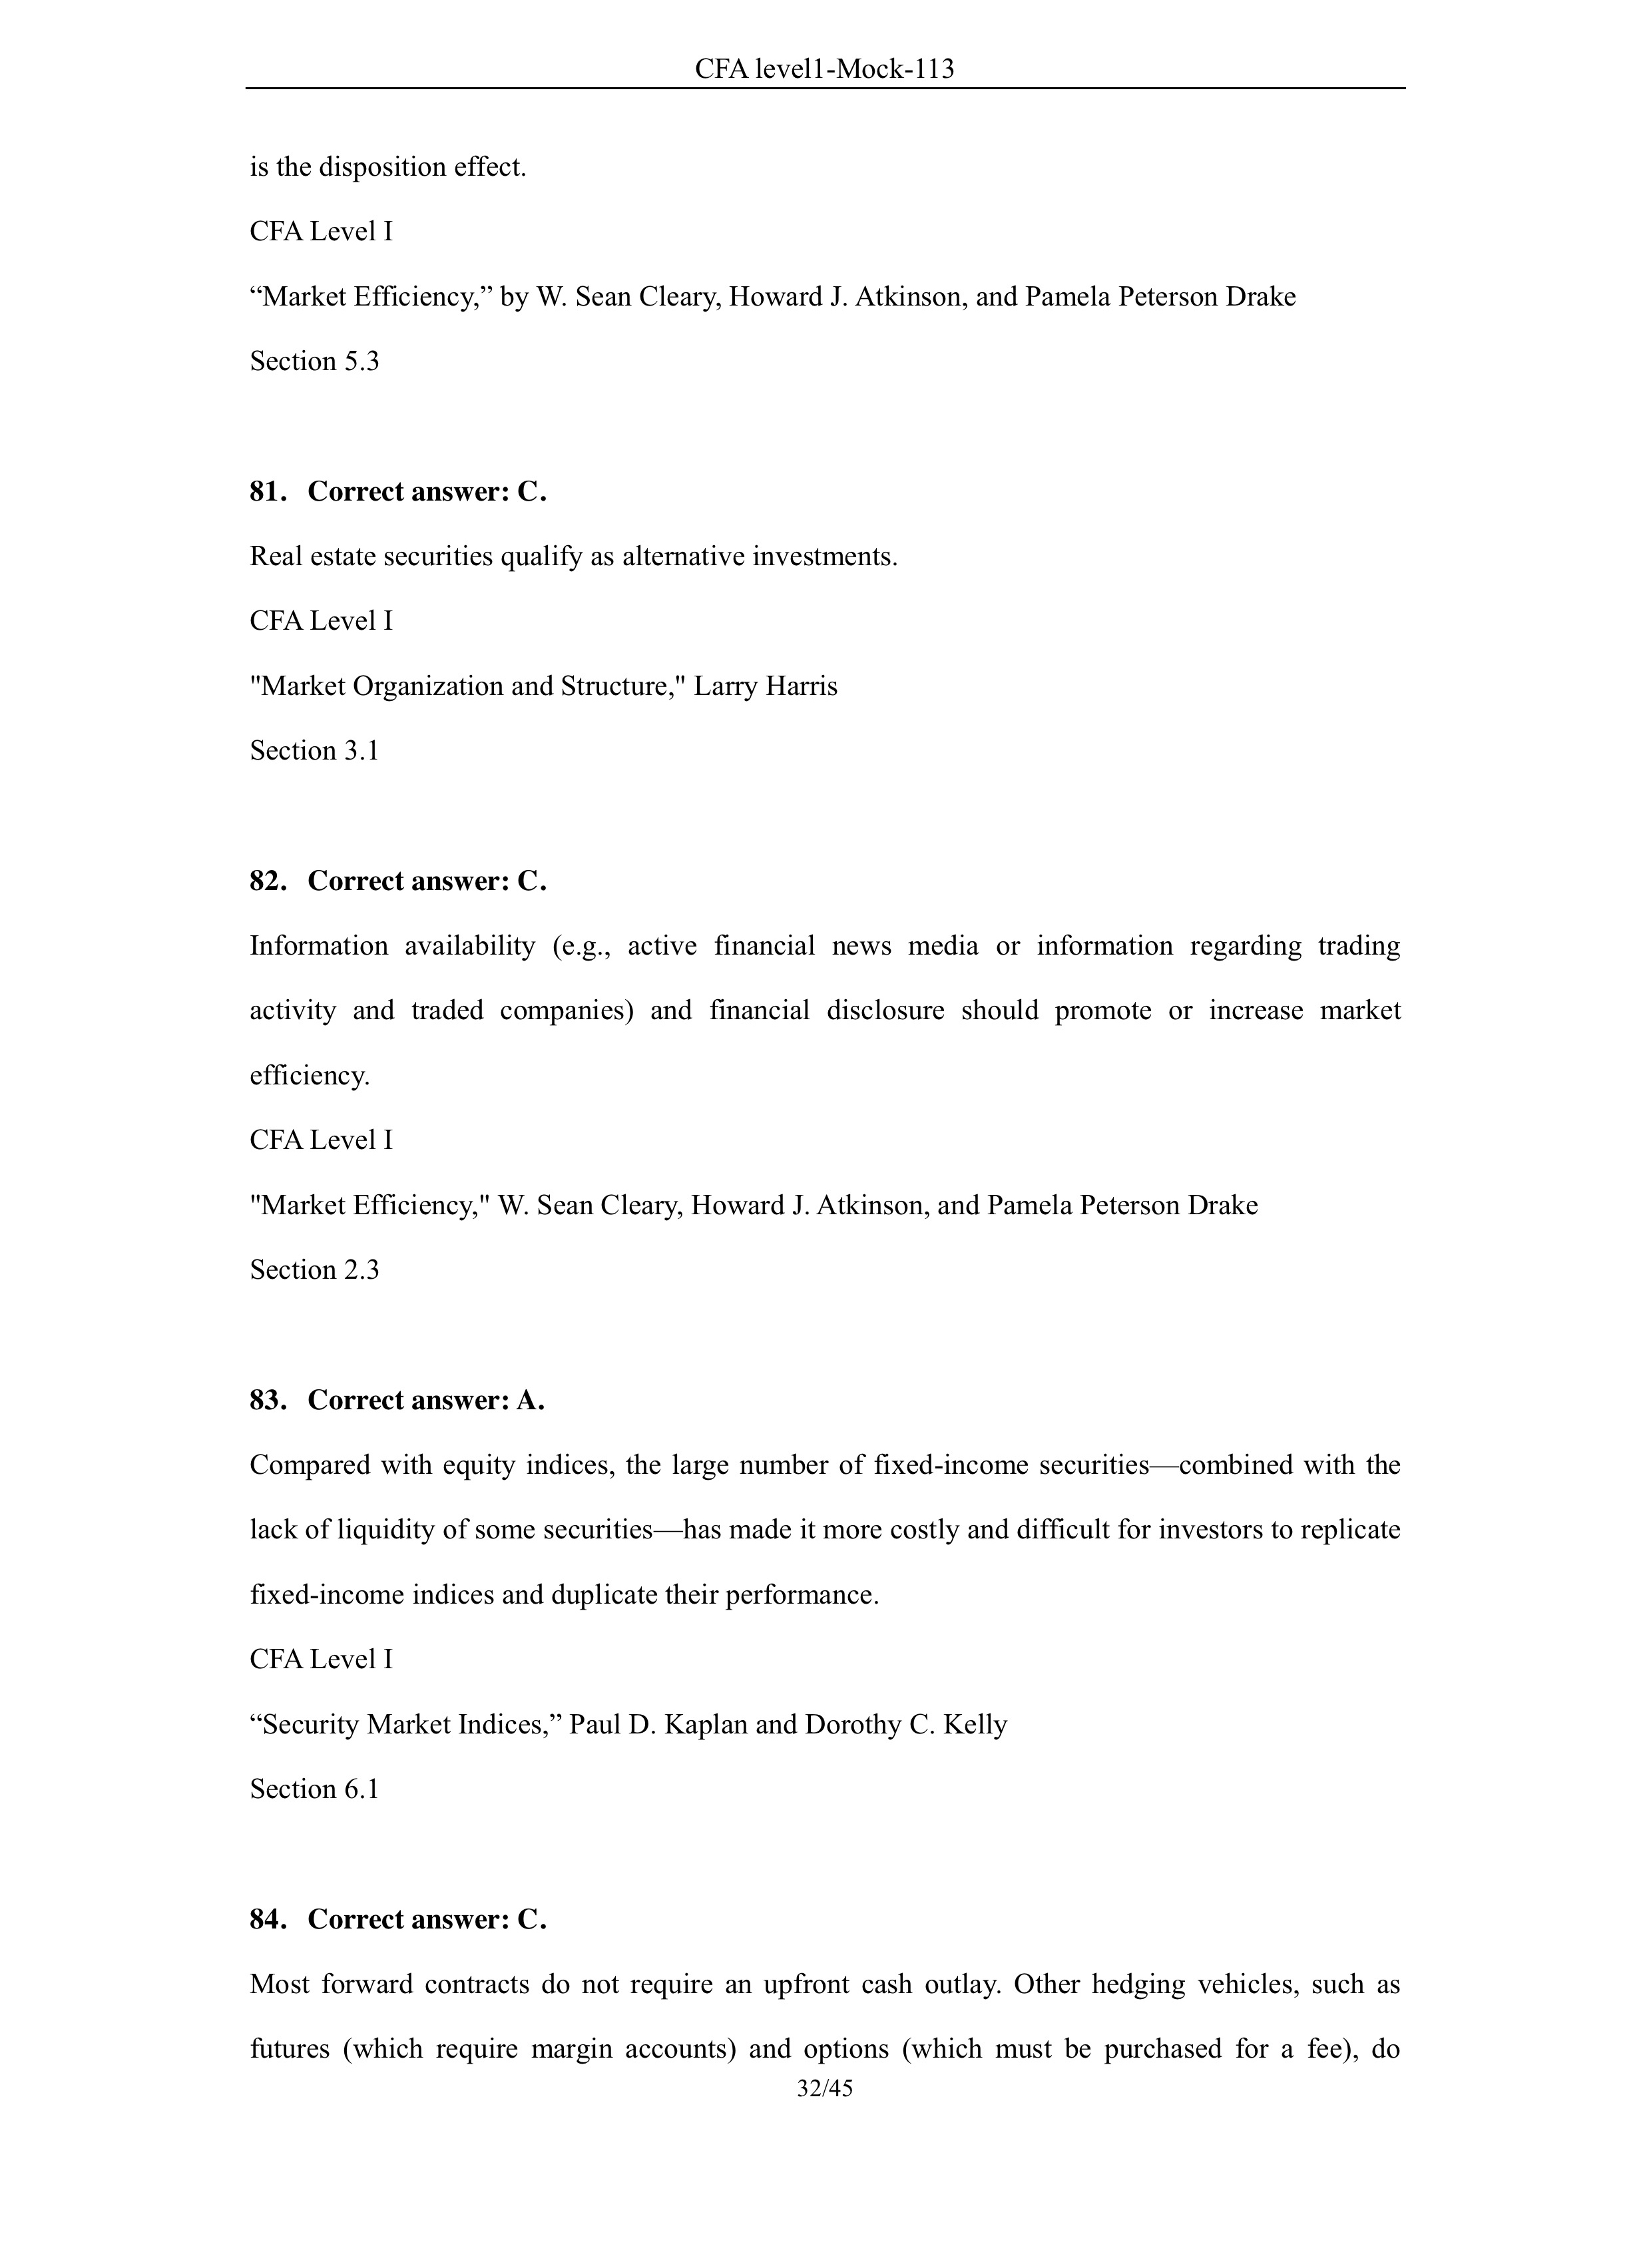 CFA level1-Mock-113
is the disposition effect.
CFA Level I
“Market Efficiency,” by W. Sean Cleary, Howard J. Atkinson, and Pamela Peterson Drake
Section 5.3
81. Correct answer: C.
Real estate securities qualify as alternative investments.
CFA Level I
"Market Organization and Structure," Larry Harris
Section 3.1
82. Correct answer: C.
Information availability (e.g., active financial news media or information regarding trading
activity and traded companies) and financial disclosure should promote or increase market
efficiency.
CFA Level I
"Market Efficiency," W. Sean Cleary, Howard J. Atkinson, and Pamela Peterson Drake
Section 2.3
83. Correct answer: A.
Compared with equity indices, the large number of fixed-income securities—combined with the
lack of liquidity of some securities—has made it more costly and difficult for investors to replicate
fixed-income indices and duplicate their performance.
CFA Level I
“Security Market Indices,” Paul D. Kaplan and Dorothy C. Kelly
Section 6.1
84. Correct answer: C.
Most forward contracts do not require an upfront cash outlay. Other hedging vehicles, such as
futures (which require margin accounts) and options (which must be purchased for a fee), do
32/45